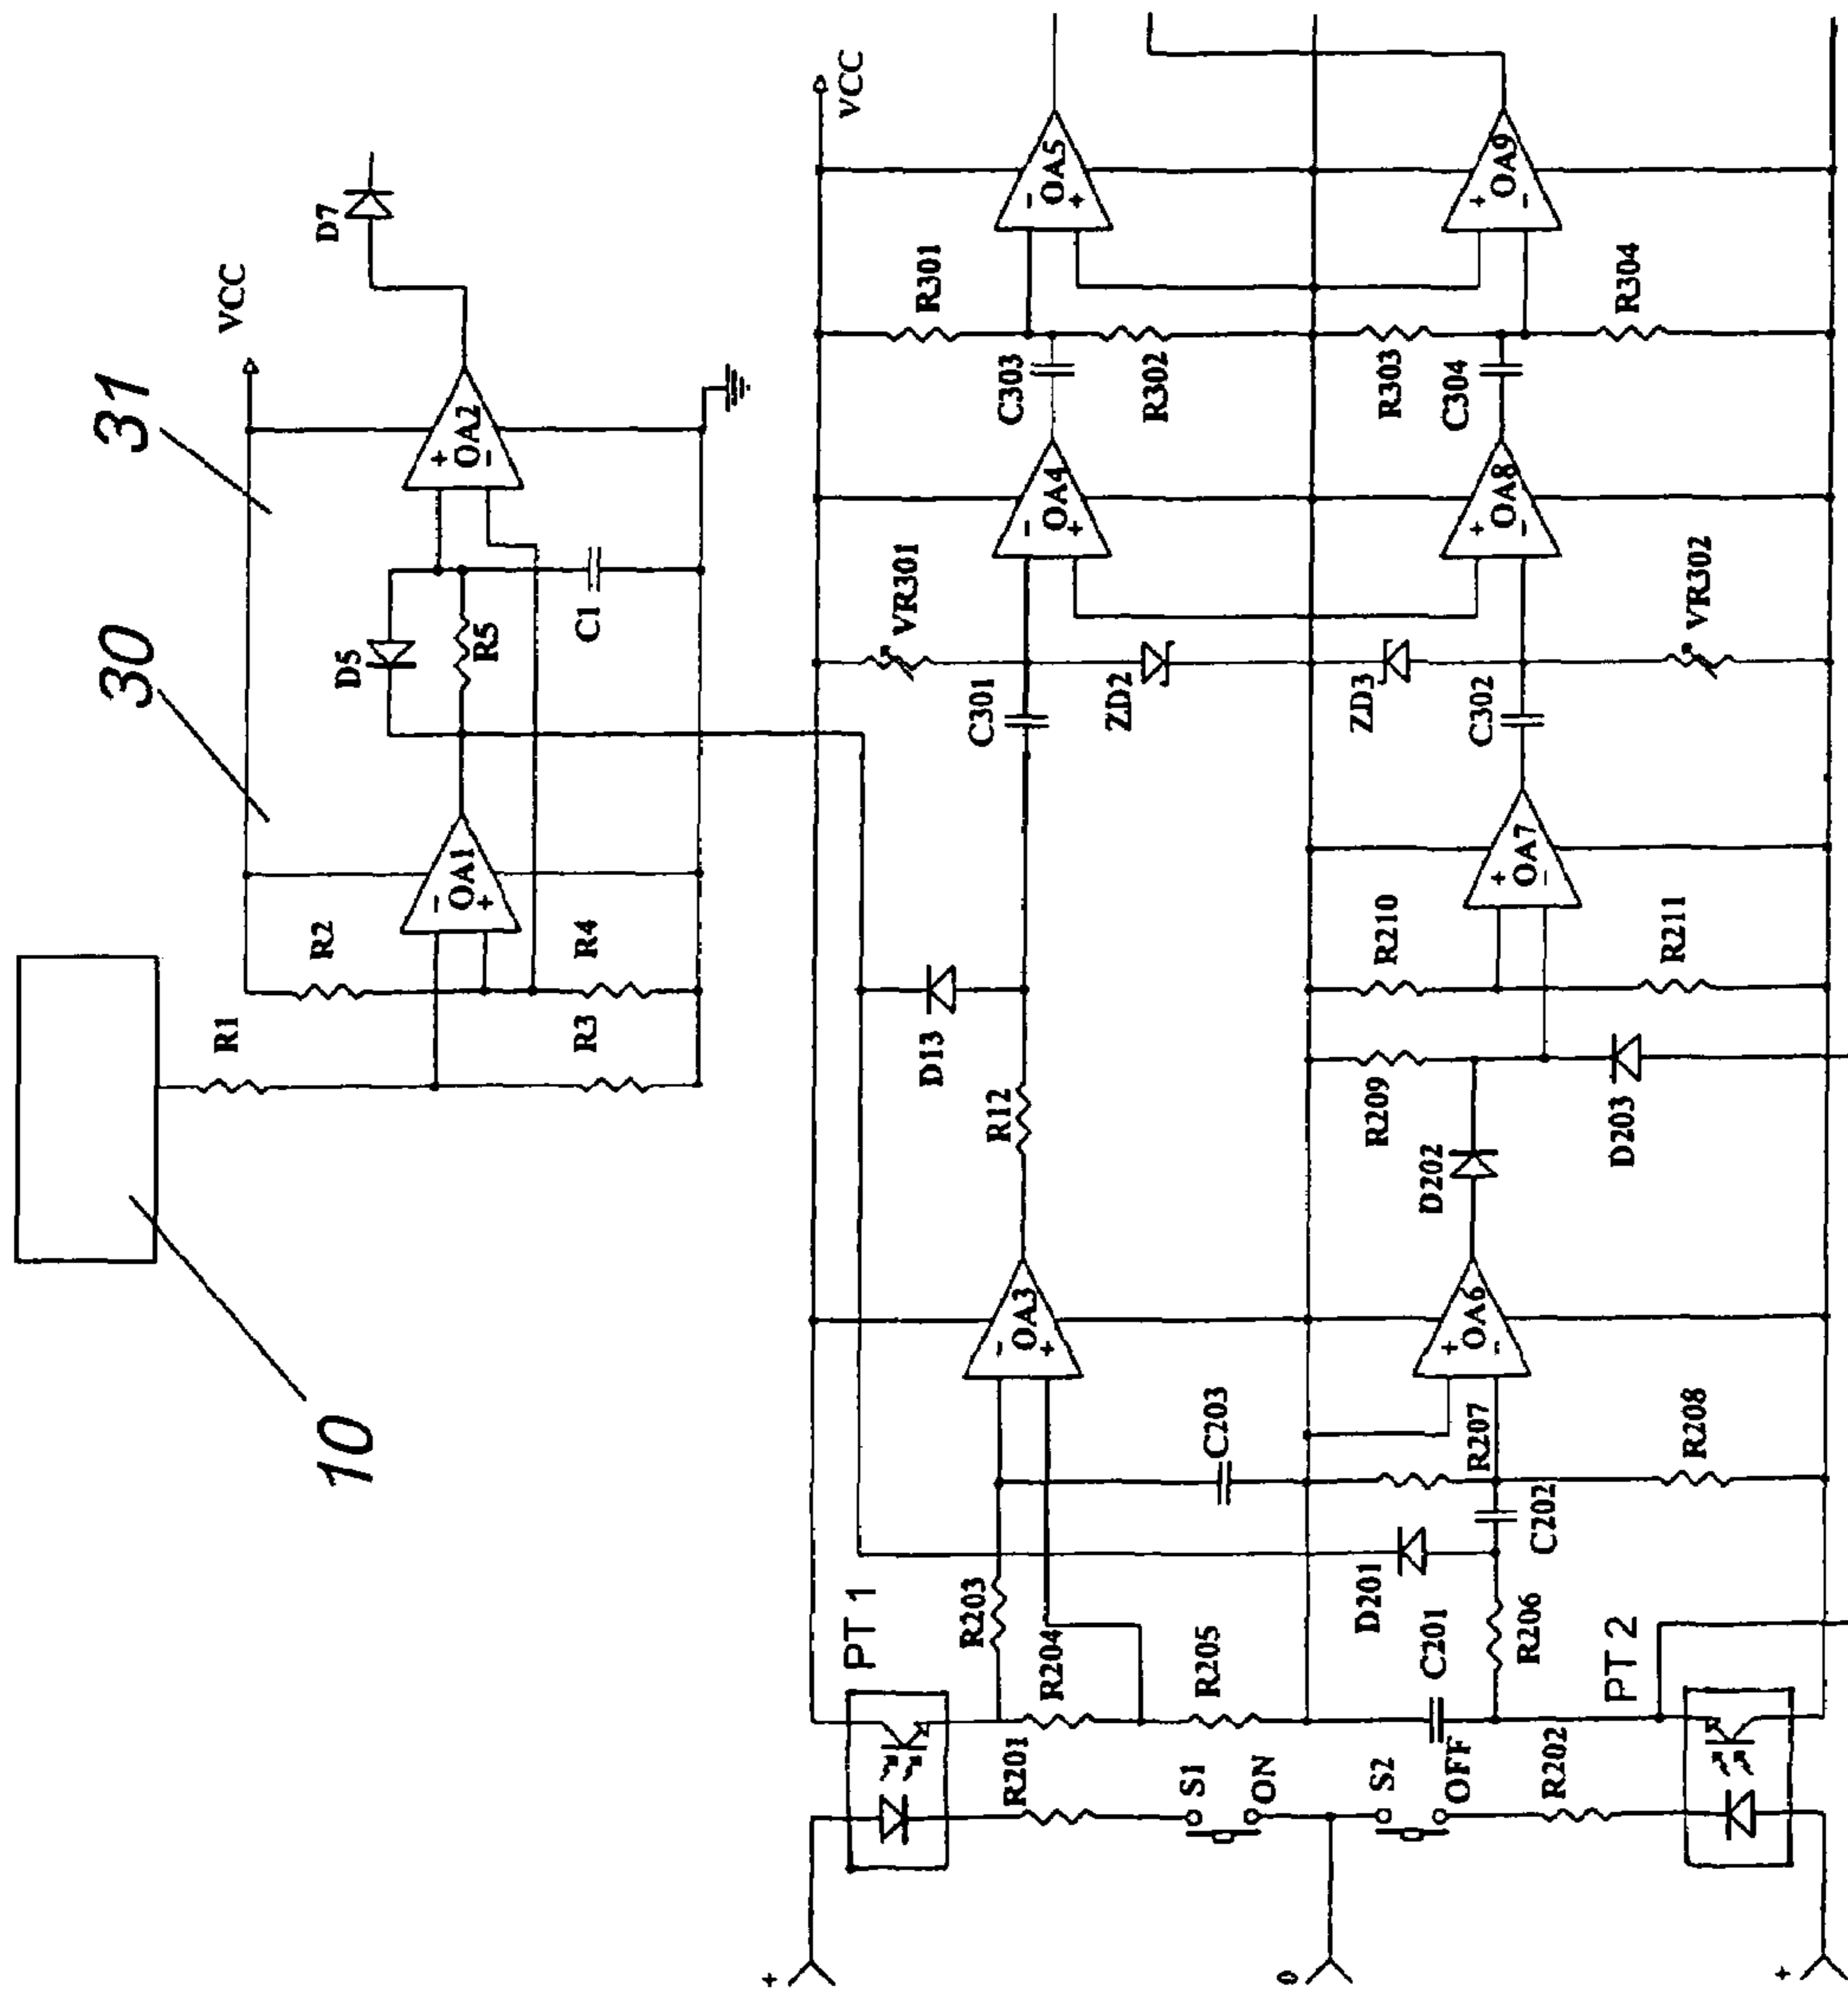 10
30
31
VCC
D7
R1
R2
R3
R4
OA1
- +
D5
R5
C1
OA2
+ -
VCC
PT 1
R203
R204
R205
R201
S1
ON
S2
OFF
R202
PT 2
C201
R206
D201
C202
C203
R207
R208
OA3
- +
OA6
+ -
R12
D13
D202
R209
D203
R210
R211
OA7
+ -
C301
VR301
ZD2
ZD3
C302
VR302
OA4
- +
OA8
+ -
C303
R301
R302
R303
C304
R304
OA5
- +
OA9
+ -
+
0
+